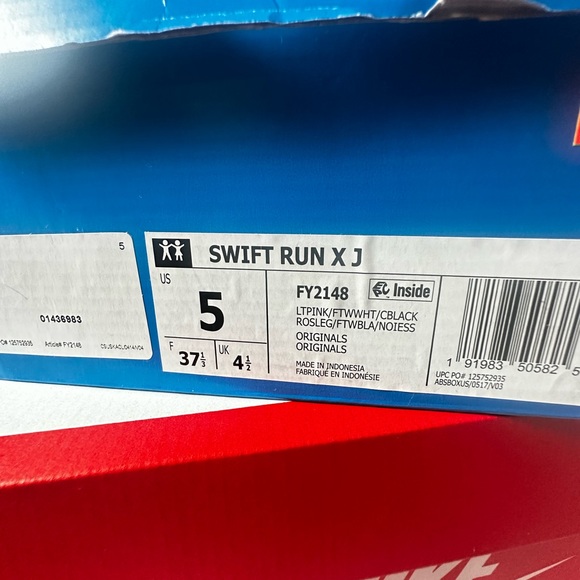 5
01436983
PO# 125752935 Article# FY2148
SWIFT RUN X J
US
5
F
37⅓
UK
4½
FY2148
Inside
LTPINK/FTWWHT/CBLACK
ROSLEG/FTWBLA/NOIESS
ORIGINALS
ORIGINALS
MADE IN INDONESIA
FABRIQUÉ EN INDONÉSIE
1 91983 50582 5
UPC PO# 125752935
ABSBOXUS/0517/V03